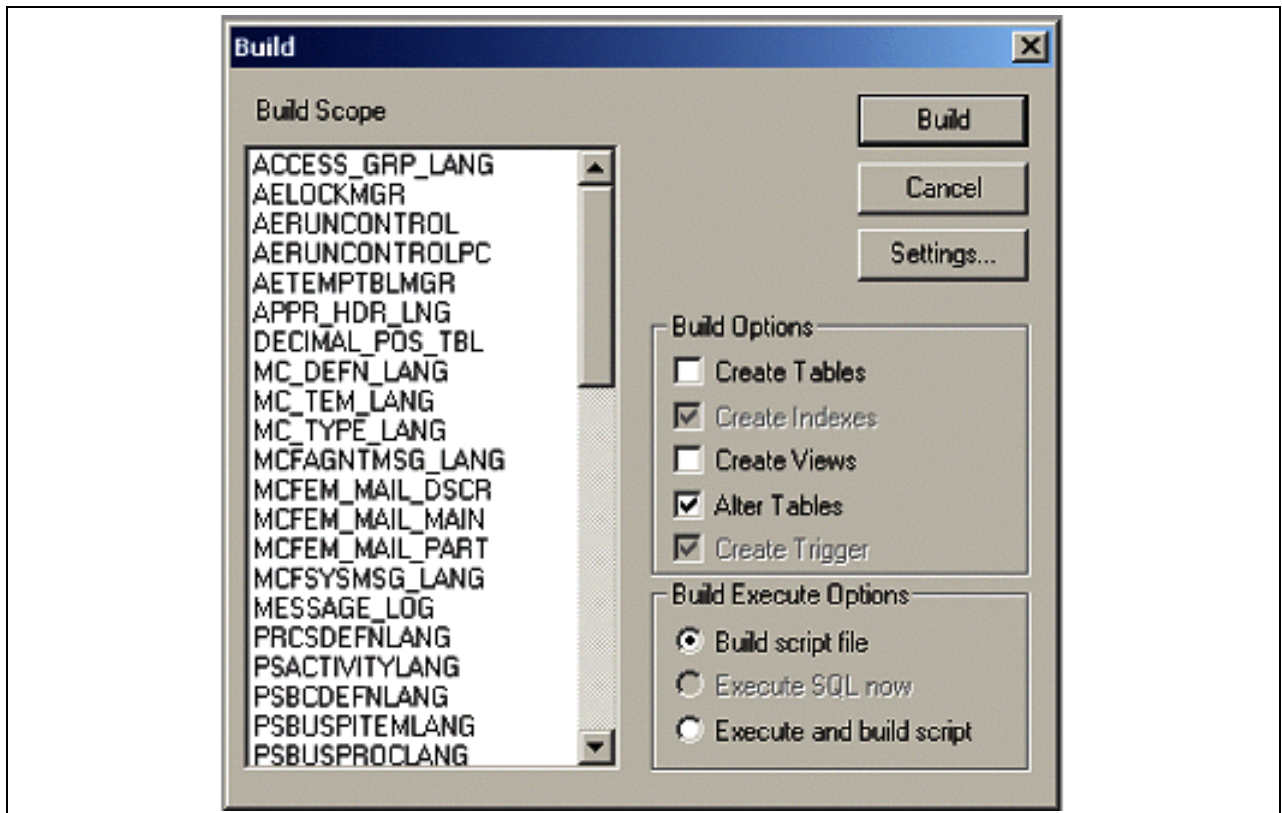 Build
Build Scope
ACCESS_GRP_LANG
AELOCKMGR
AERUNCONTROL
AERUNCONTROLPC
AETEMPTBLMGR
APPR_HDR_LNG
DECIMAL_POS_TBL
MC_DEFN_LANG
MC_TEM_LANG
MC_TYPE_LANG
MCFAGNTMSG_LANG
MCFEM_MAIL_DSCR
MCFEM_MAIL_MAIN
MCFEM_MAIL_PART
MCFSYSMSG_LANG
MESSAGE_LOG
PRCSDEFNLANG
PSACTIVITYLANG
PSBCDEFNLANG
PSBUSPITEMLANG
PSBUSPROCLANG
Build
Cancel
Settings...
Build Options
Create Tables
Create Indexes
Create Views
Alter Tables
Create Trigger
Build Execute Options
Build script file
Execute SQL now
Execute and build script